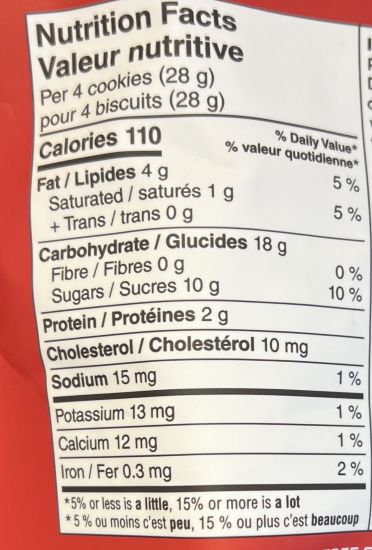 Nutrition Facts
Valeur nutritive
Per 4 cookies (28 g)
pour 4 biscuits (28 g)
Calories 110
% Daily Value*
% valeur quotidienne*
Fat / Lipides 4 g 5 %
Saturated / saturés 1 g
+ Trans / trans 0 g 5 %
Carbohydrate / Glucides 18 g
Fibre / Fibres 0 g 0 %
Sugars / Sucres 10 g 10 %
Protein / Protéines 2 g
Cholesterol / Cholestérol 10 mg
Sodium 15 mg 1 %
Potassium 13 mg 1 %
Calcium 12 mg 1 %
Iron / Fer 0.3 mg 2 %
*5% or less is a little, 15% or more is a lot
*5 % ou moins c'est peu, 15 % ou plus c'est beaucoup